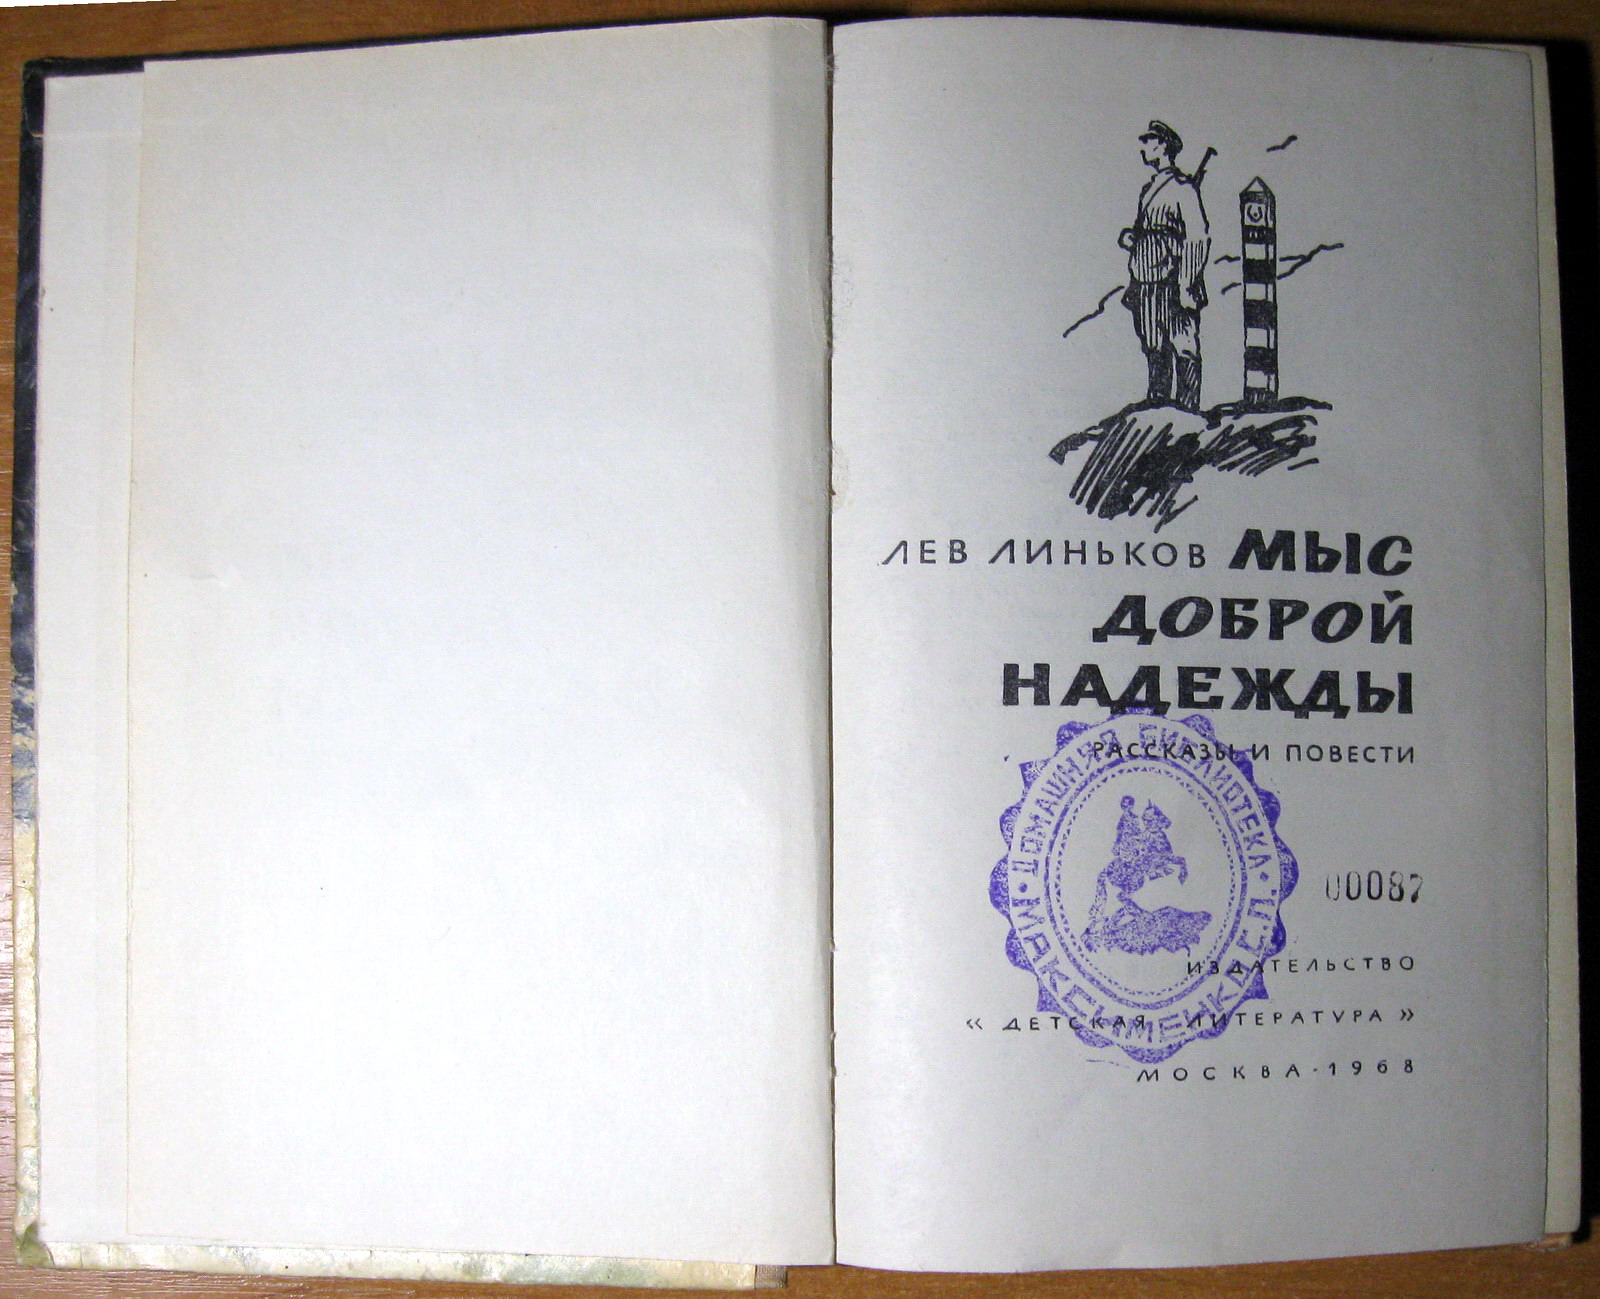 ЛЕВ ЛИНЬКОВ МЫС
ДОБРОЙ
НАДЕЖДЫ
РАССКАЗЫ И ПОВЕСТИ
ДОМАШНЯЯ БИБЛИОТЕКА
МАКСИМЕНКО С.П.
00087
ИЗДАТЕЛЬСТВО
«ДЕТСКАЯ ЛИТЕРАТУРА»
МОСКВА·1968